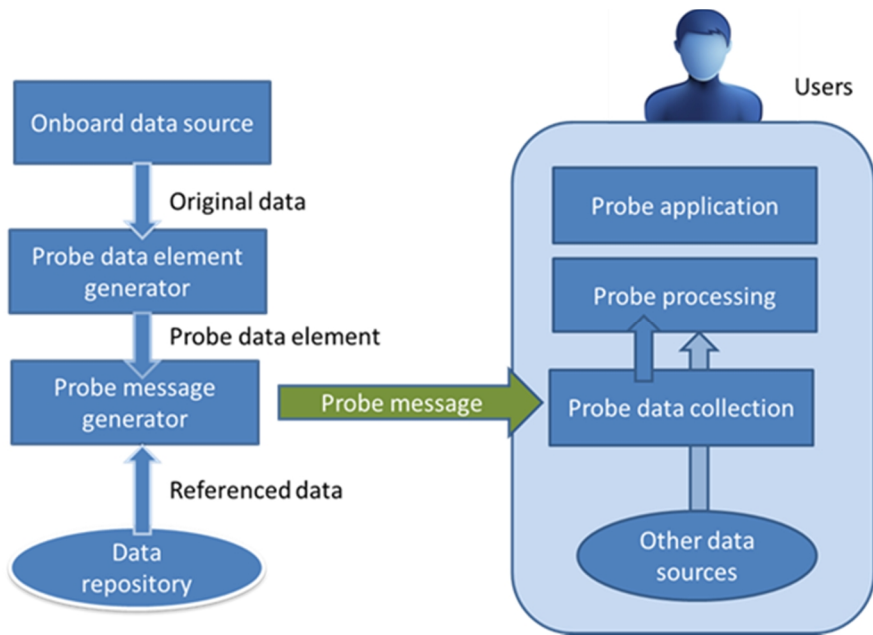 Onboard data source
Original data
Probe data element
generator
Probe data element
Probe message
generator
Referenced data
Data
repository
Probe message
Users
Probe application
Probe processing
Probe data collection
Other data
sources